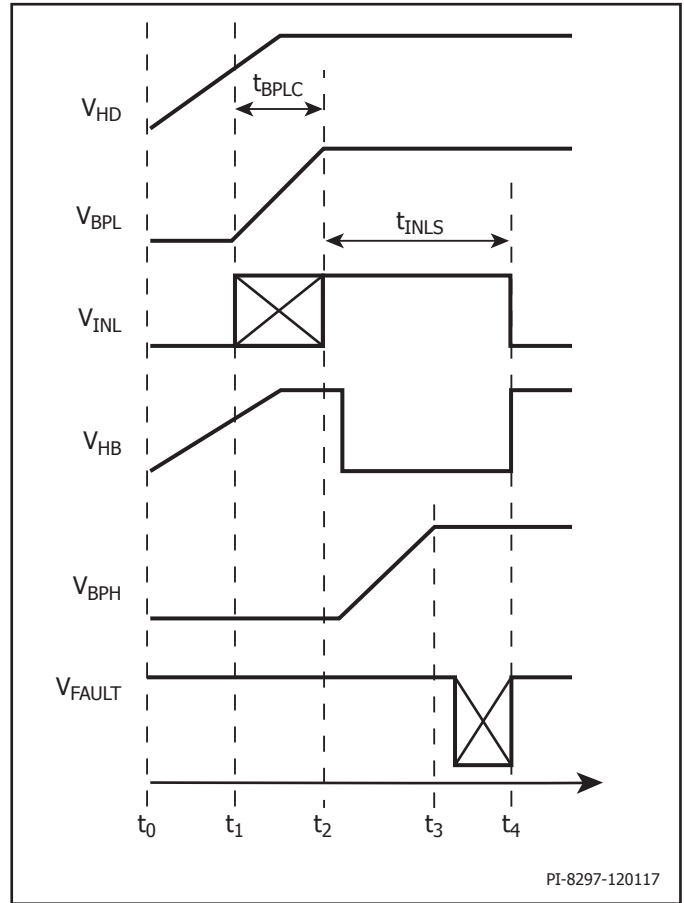 V_HD
t_BPLC
V_BPL
t_INLS
V_INL
V_HB
V_BPH
V_FAULT
t_0 t_1 t_2 t_3 t_4
PI-8297-120117